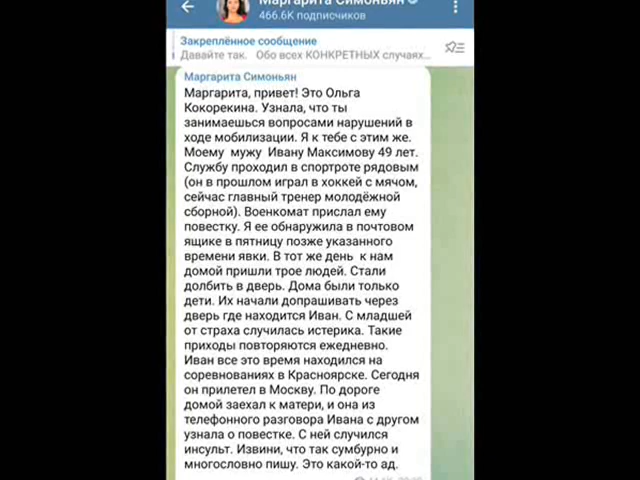 Маргарита Симоньян
466.6K подписчиков
Закреплённое сообщение
Давайте так. Обо всех КОНКРЕТНЫХ случаях...
Маргарита Симоньян
Маргарита, привет! Это Ольга
Кокорекина. Узнала, что ты
занимаешься вопросами нарушений в
ходе мобилизации. Я к тебе с этим же.
Моему мужу Ивану Максимову 49 лет.
Службу проходил в спортроте рядовым
(он в прошлом играл в хоккей с мячом,
сейчас главный тренер молодёжной
сборной). Военкомат прислал ему
повестку. Я ее обнаружила в почтовом
ящике в пятницу позже указанного
времени явки. В тот же день к нам
домой пришли трое людей. Стали
долбить в дверь. Дома были только
дети. Их начали допрашивать через
дверь где находится Иван. С младшей
от страха случилась истерика. Такие
приходы повторяются ежедневно.
Иван все это время находился на
соревнованиях в Красноярске. Сегодня
он прилетел в Москву. По дороге
домой заехал к матери, и она из
телефонного разговора Ивана с другом
узнала о повестке. С ней случился
инсульт. Извини, что так сумбурно и
многословно пишу. Это какой-то ад.